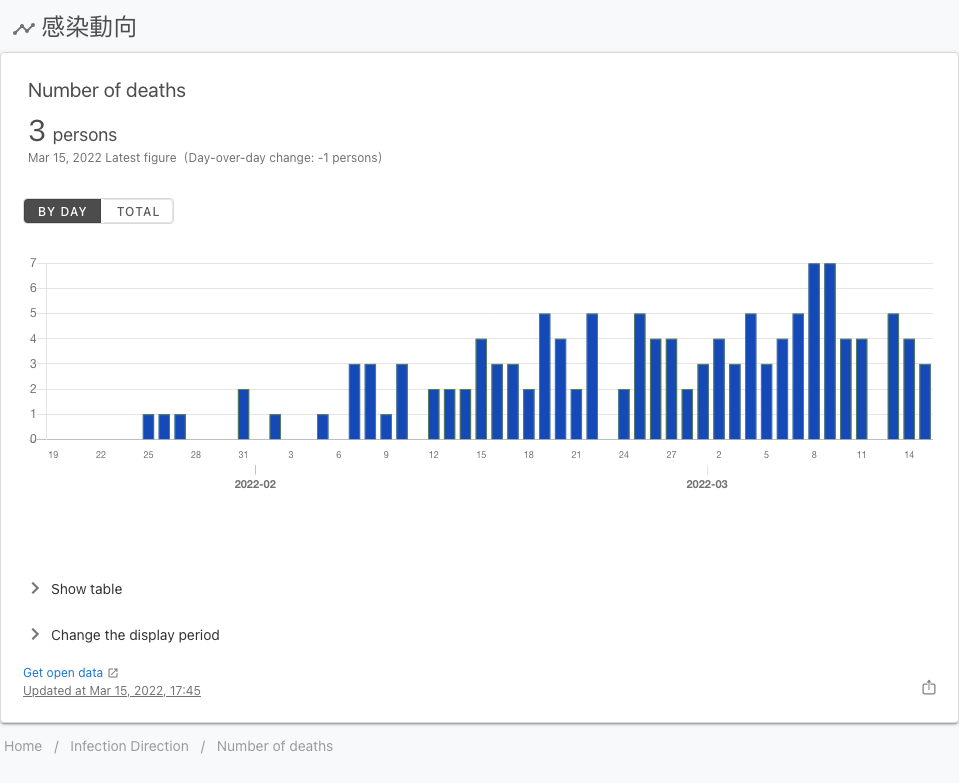 感染動向
Number of deaths
3 persons
Mar 15, 2022 Latest figure (Day-over-day change: -1 persons)
BY DAY TOTAL
7
6
5
4
3
2
1
0
19 22 25 28 31 3 6 9 12 15 18 21 24 27 2 5 8 11 14
2022-02 2022-03
Show table
Change the display period
Get open data
Updated at Mar 15, 2022, 17:45
Home / Infection Direction / Number of deaths